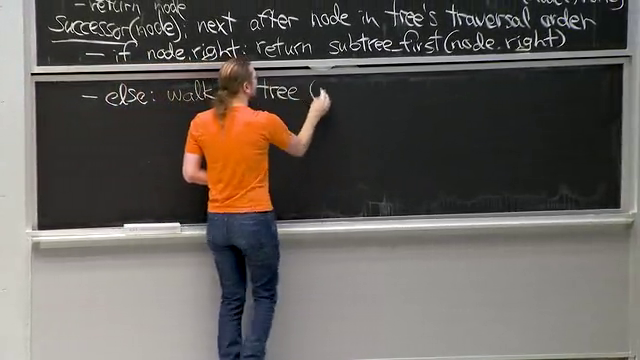 - return node
Successor(node): next after node in tree's traversal order
- if node.right: return subtree_first(node.right)
- else: walk tree (